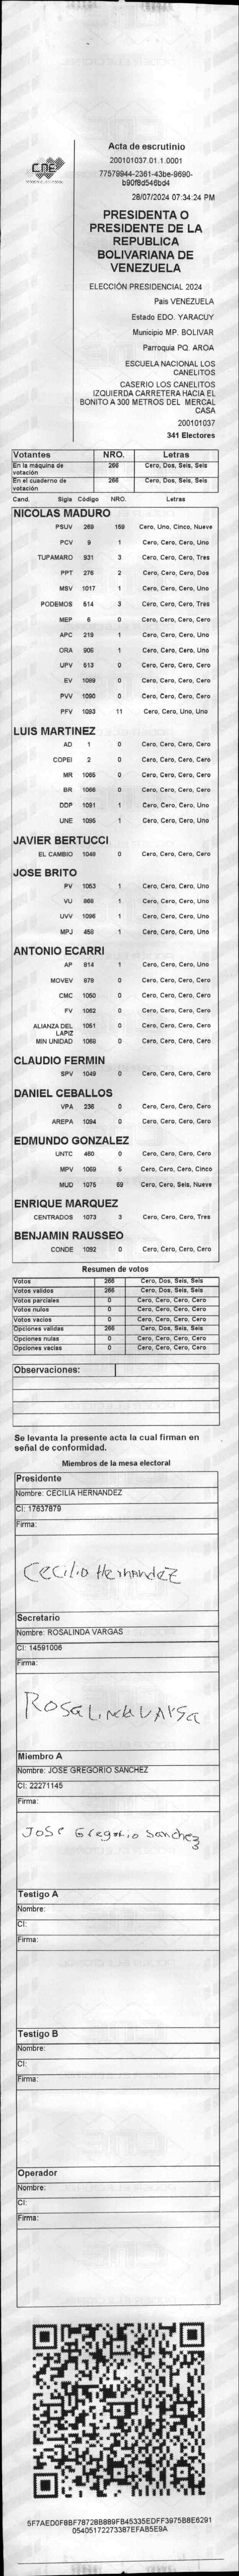 CNE
Acta de escrutinio
200101037.01.1.0001
77579944-2361-43be-9690-
b90f8d546bd4
28/07/2024 07:34:24 PM
PRESIDENTA O
PRESIDENTE DE LA
REPUBLICA
BOLIVARIANA DE
VENEZUELA
ELECCIÓN PRESIDENCIAL 2024
País VENEZUELA
Estado EDO. YARACUY
Municipio MP. BOLIVAR
Parroquia PQ. AROA
ESCUELA NACIONAL LOS
CANELITOS
CASERIO LOS CANELITOS
IZQUIERDA CARRETERA HACIA EL
BONITO A 300 METROS DEL MERCAL
CASA
200101037
341 Electores
Votantes NRO. Letras
En la máquina de votación 266 Cero, Dos, Seis, Seis
En el cuaderno de votación 266 Cero, Dos, Seis, Seis
Cand. Sigla Código NRO. Letras
NICOLAS MADURO
PSUV 269 159 Cero, Uno, Cinco, Nueve
PCV 9 1 Cero, Cero, Cero, Uno
TUPAMARO 931 3 Cero, Cero, Cero, Tres
PPT 276 2 Cero, Cero, Cero, Dos
MSV 1017 1 Cero, Cero, Cero, Uno
PODEMOS 514 3 Cero, Cero, Cero, Tres
MEP 6 0 Cero, Cero, Cero, Cero
APC 219 1 Cero, Cero, Cero, Uno
ORA 906 1 Cero, Cero, Cero, Uno
UPV 513 0 Cero, Cero, Cero, Cero
EV 1089 0 Cero, Cero, Cero, Cero
PVV 1090 0 Cero, Cero, Cero, Cero
PFV 1093 11 Cero, Cero, Uno, Uno
LUIS MARTINEZ
AD 1 0 Cero, Cero, Cero, Cero
COPEI 2 0 Cero, Cero, Cero, Cero
MR 1065 0 Cero, Cero, Cero, Cero
BR 1066 0 Cero, Cero, Cero, Cero
DDP 1091 1 Cero, Cero, Cero, Uno
UNE 1095 1 Cero, Cero, Cero, Uno
JAVIER BERTUCCI
EL CAMBIO 1048 0 Cero, Cero, Cero, Cero
JOSE BRITO
PV 1053 1 Cero, Cero, Cero, Uno
VU 868 1 Cero, Cero, Cero, Uno
UVV 1096 1 Cero, Cero, Cero, Uno
MPJ 458 1 Cero, Cero, Cero, Uno
ANTONIO ECARRI
AP 814 1 Cero, Cero, Cero, Uno
MOVEV 878 0 Cero, Cero, Cero, Cero
CMC 1050 0 Cero, Cero, Cero, Cero
FV 1062 0 Cero, Cero, Cero, Cero
ALIANZA DEL LAPIZ 1051 0 Cero, Cero, Cero, Cero
MIN UNIDAD 1068 0 Cero, Cero, Cero, Cero
CLAUDIO FERMIN
SPV 1049 0 Cero, Cero, Cero, Cero
DANIEL CEBALLOS
VPA 236 0 Cero, Cero, Cero, Cero
AREPA 1094 0 Cero, Cero, Cero, Cero
EDMUNDO GONZALEZ
UNTC 480 0 Cero, Cero, Cero, Cero
MPV 1069 5 Cero, Cero, Cero, Cinco
MUD 1075 69 Cero, Cero, Seis, Nueve
ENRIQUE MARQUEZ
CENTRADOS 1073 3 Cero, Cero, Cero, Tres
BENJAMIN RAUSSEO
CONDE 1092 0 Cero, Cero, Cero, Cero
Resumen de votos
Votos 266 Cero, Dos, Seis, Seis
Votos validos 266 Cero, Dos, Seis, Seis
Votos parciales 0 Cero, Cero, Cero, Cero
Votos nulos 0 Cero, Cero, Cero, Cero
Votos vacios 0 Cero, Cero, Cero, Cero
Opciones validas 266 Cero, Dos, Seis, Seis
Opciones nulas 0 Cero, Cero, Cero, Cero
Opciones vacias 0 Cero, Cero, Cero, Cero
Observaciones:
Se levanta la presente acta la cual firman en
señal de conformidad.
Miembros de la mesa electoral
Presidente
Nombre: CECILIA HERNANDEZ
CI: 17637879
Firma:
Cecilia Hernandez
Secretario
Nombre: ROSALINDA VARGAS
CI: 14591006
Firma:
Miembro A
Nombre: JOSE GREGORIO SANCHEZ
CI: 22271145
Firma:
José Gregorio Sanchez
Testigo A
Nombre:
CI:
Firma:
Testigo B
Nombre:
CI:
Firma:
Operador
Nombre:
CI:
Firma:
5F7AED0F8BF78728B889FB45335EDFF3975B8E6291
05405172273387EFAB5E9A